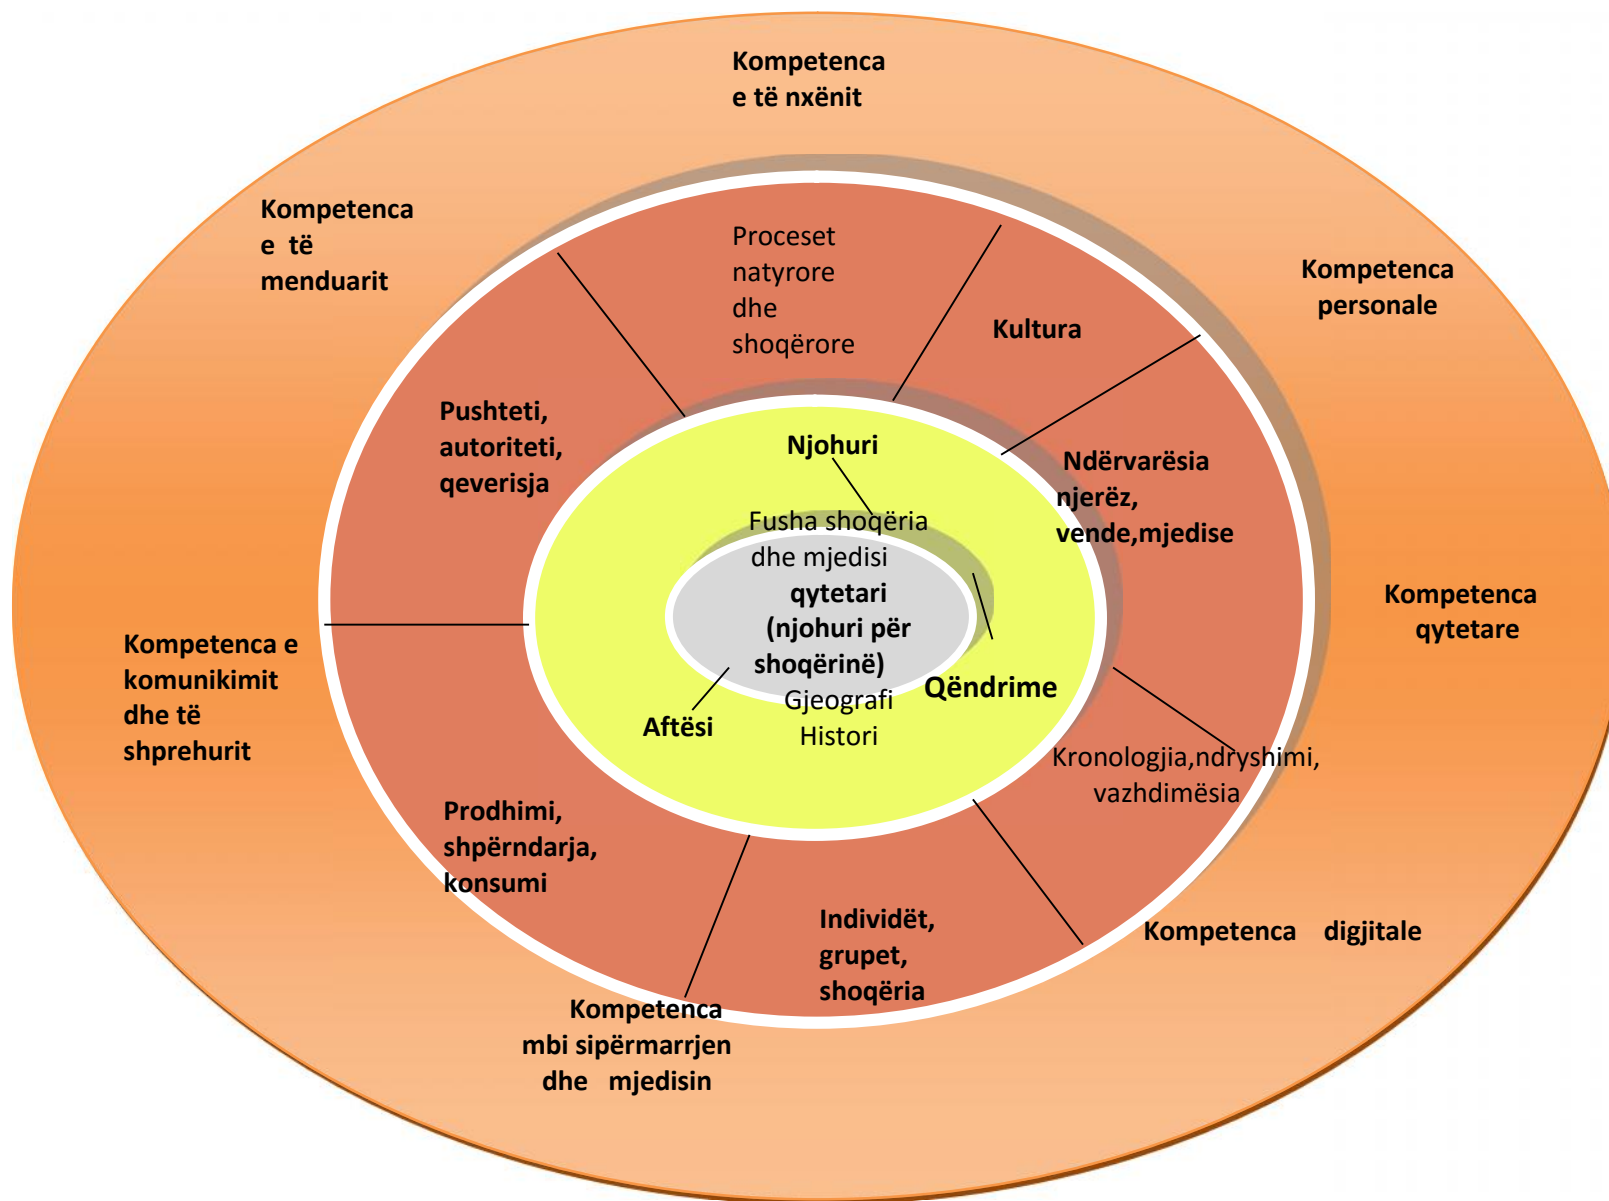 Kompetenca
e të nxënit
Kompetenca
e të
menduarit
Kompetenca
personale
Proceset
natyrore
dhe
shoqërore
Kultura
Pushteti,
autoriteti,
qeverisja
Ndërvarësia
njerëz,
vende,mjedise
Njohuri
Fusha shoqëria
dhe mjedisi
qytetari
(njohuri për
shoqërinë)
Gjeografi
Histori
Qëndrime
Aftësi
Kompetenca
qytetare
Kompetenca e
komunikimit
dhe të
shprehurit
Kronologjia,ndryshimi,
vazhdimësia
Prodhimi,
shpërndarja,
konsumi
Individët,
grupet,
shoqëria
Kompetenca digjitale
Kompetenca
mbi sipërmarrjen
dhe mjedisin